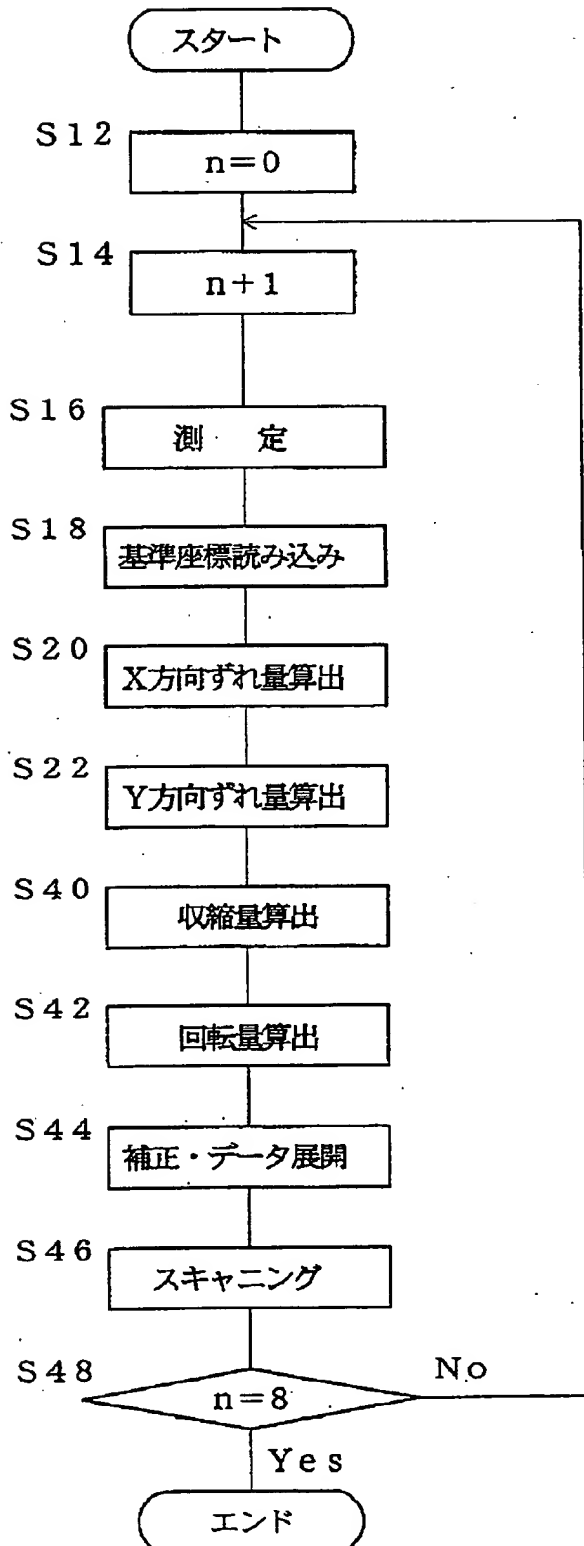 スタート
S12
n=0
S14
n+1
S16
測 定
S18
基準座標読み込み
S20
X方向ずれ量算出
S22
Y方向ずれ量算出
S40
収縮量算出
S42
回転量算出
S44
補正・データ展開
S46
スキャニング
S48
n=8
No
Yes
エンド